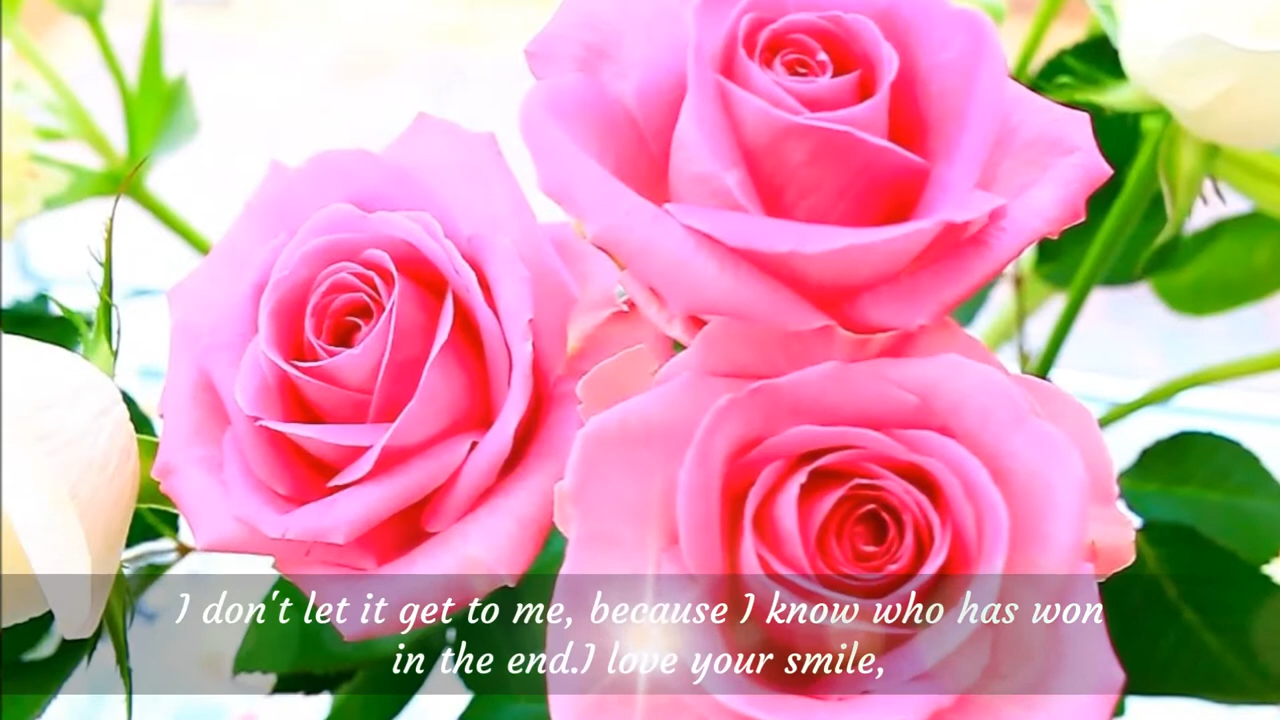 I don't let it get to me, because I know who has won
in the end.I love your smile,